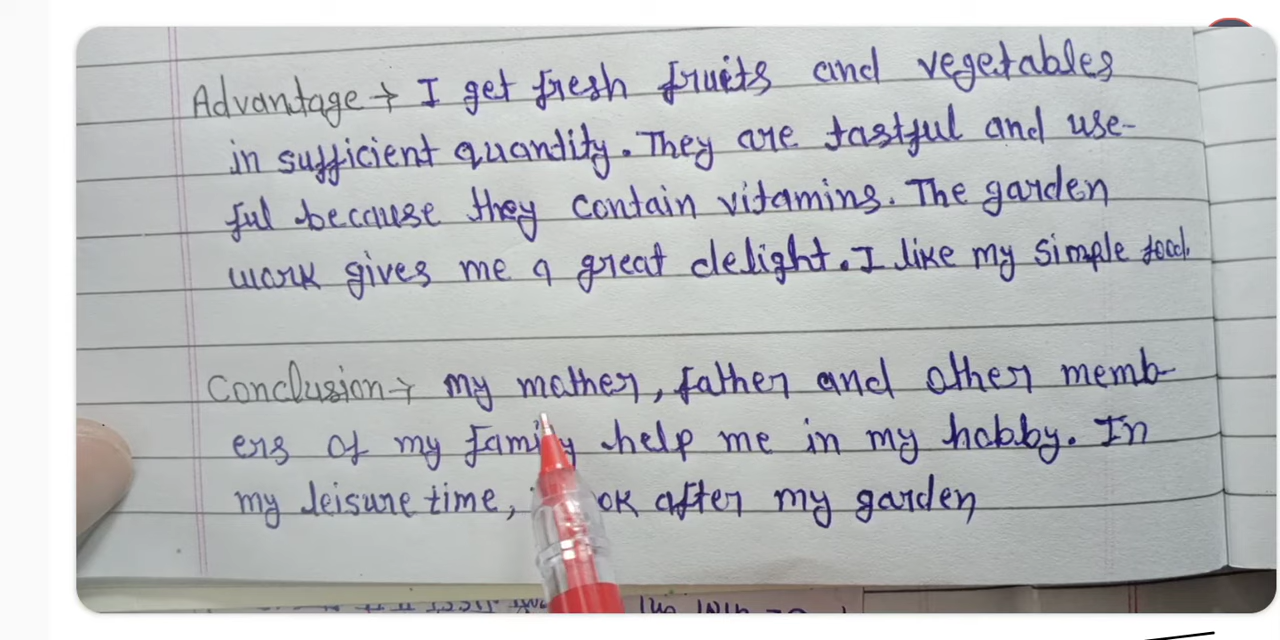 Advantage → I get fresh fruits and vegetables
in sufficient quantity. They are tastful and use-
ful because they contain vitamins. The garden
work gives me a great delight. I like my simple food.
Conclusion → my mother, father and other memb-
ers of my family help me in my hobby. In
my leisure time, after my garden